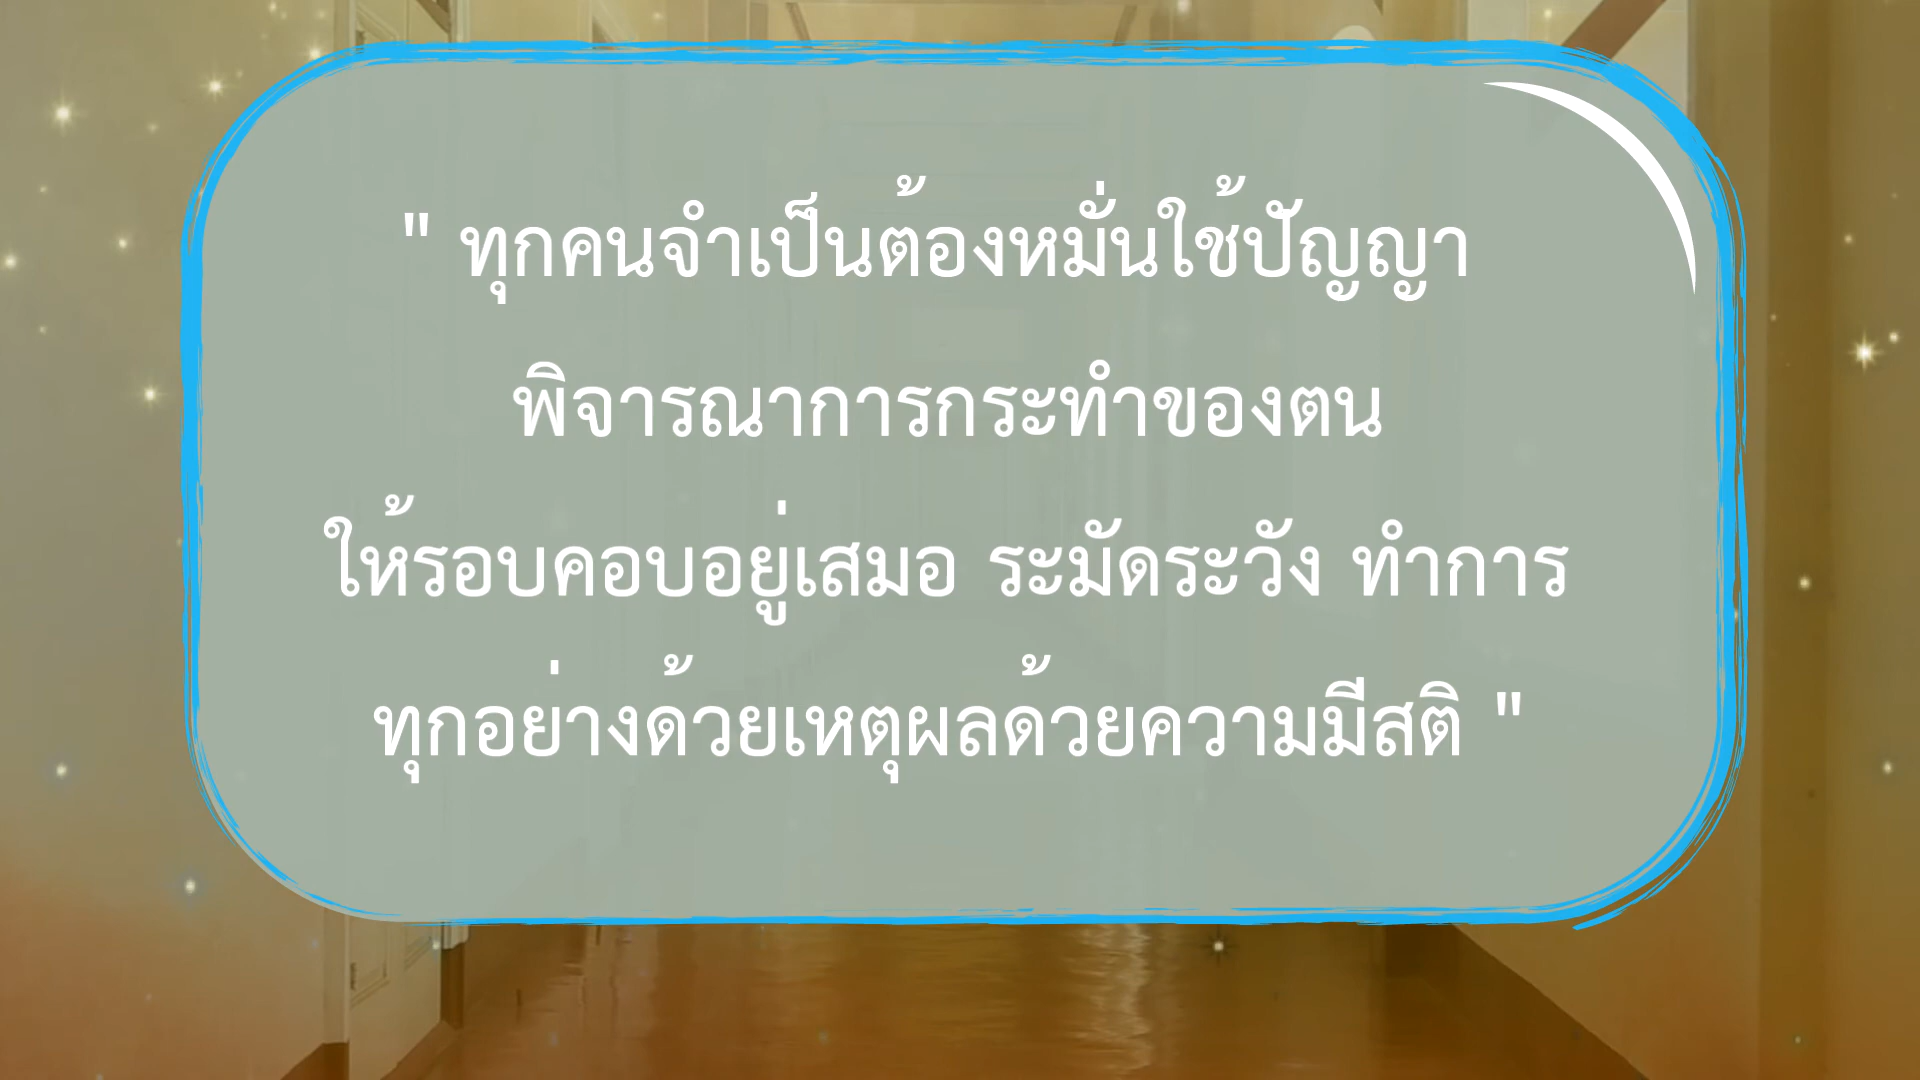 " ทุกคนจำเป็นต้องหมั่นใช้ปัญญา
พิจารณาการกระทำของตน
ให้รอบคอบอยู่เสมอ ระมัดระวัง ทำการ
ทุกอย่างด้วยเหตุผลด้วยความมีสติ "